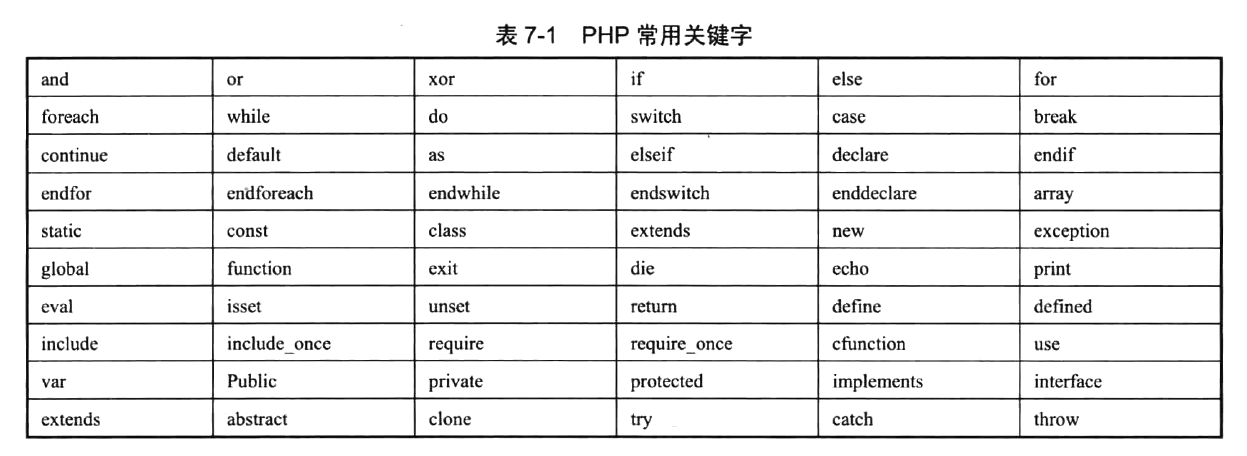 表 7-1 PHP 常用关键字
and or xor if else for
foreach while do switch case break
continue default as elseif declare endif
endfor endforeach endwhile endswitch enddeclare array
static const class extends new exception
global function exit die echo print
eval isset unset return define defined
include include_once require require_once cfunction use
var Public private protected implements interface
extends abstract clone try catch throw